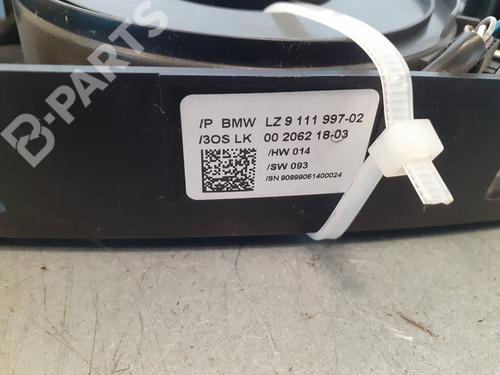 /P BMW LZ 9 111 997-02
/3OS LK 00 2062 18-03
/HW 014
/SW 093
/SN 90999061400024
B-PARTS